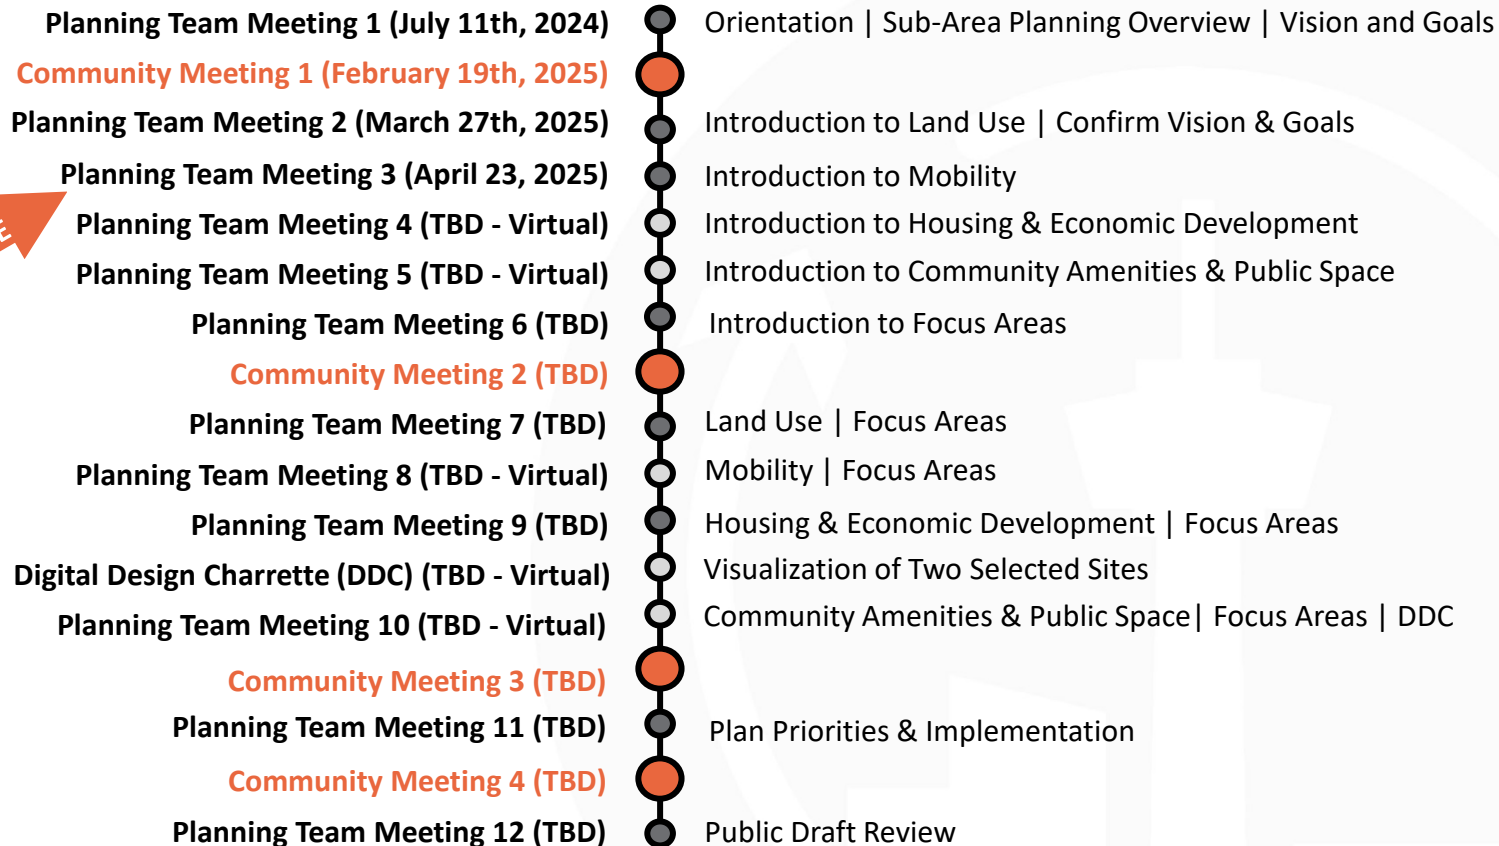 Planning Team Meeting 1 (July 11th, 2024) Orientation | Sub-Area Planning Overview | Vision and Goals
Community Meeting 1 (February 19th, 2025)
Planning Team Meeting 2 (March 27th, 2025) Introduction to Land Use | Confirm Vision & Goals
Planning Team Meeting 3 (April 23, 2025) Introduction to Mobility
Planning Team Meeting 4 (TBD - Virtual) Introduction to Housing & Economic Development
Planning Team Meeting 5 (TBD - Virtual) Introduction to Community Amenities & Public Space
Planning Team Meeting 6 (TBD) Introduction to Focus Areas
Community Meeting 2 (TBD)
Planning Team Meeting 7 (TBD) Land Use | Focus Areas
Planning Team Meeting 8 (TBD - Virtual) Mobility | Focus Areas
Planning Team Meeting 9 (TBD) Housing & Economic Development | Focus Areas
Digital Design Charrette (DDC) (TBD - Virtual) Visualization of Two Selected Sites
Planning Team Meeting 10 (TBD - Virtual) Community Amenities & Public Space| Focus Areas | DDC
Community Meeting 3 (TBD)
Planning Team Meeting 11 (TBD) Plan Priorities & Implementation
Community Meeting 4 (TBD)
Planning Team Meeting 12 (TBD) Public Draft Review